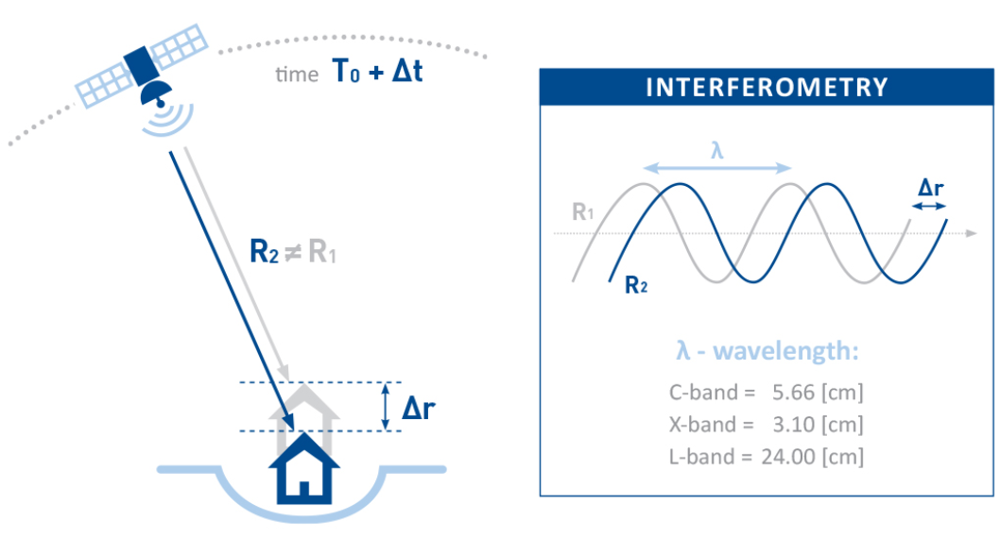 time T₀ + Δt
R₂ ≠ R₁
Δr
INTERFEROMETRY
λ
Δr
R₁
R₂
λ - wavelength:
C-band = 5.66 [cm]
X-band = 3.10 [cm]
L-band = 24.00 [cm]